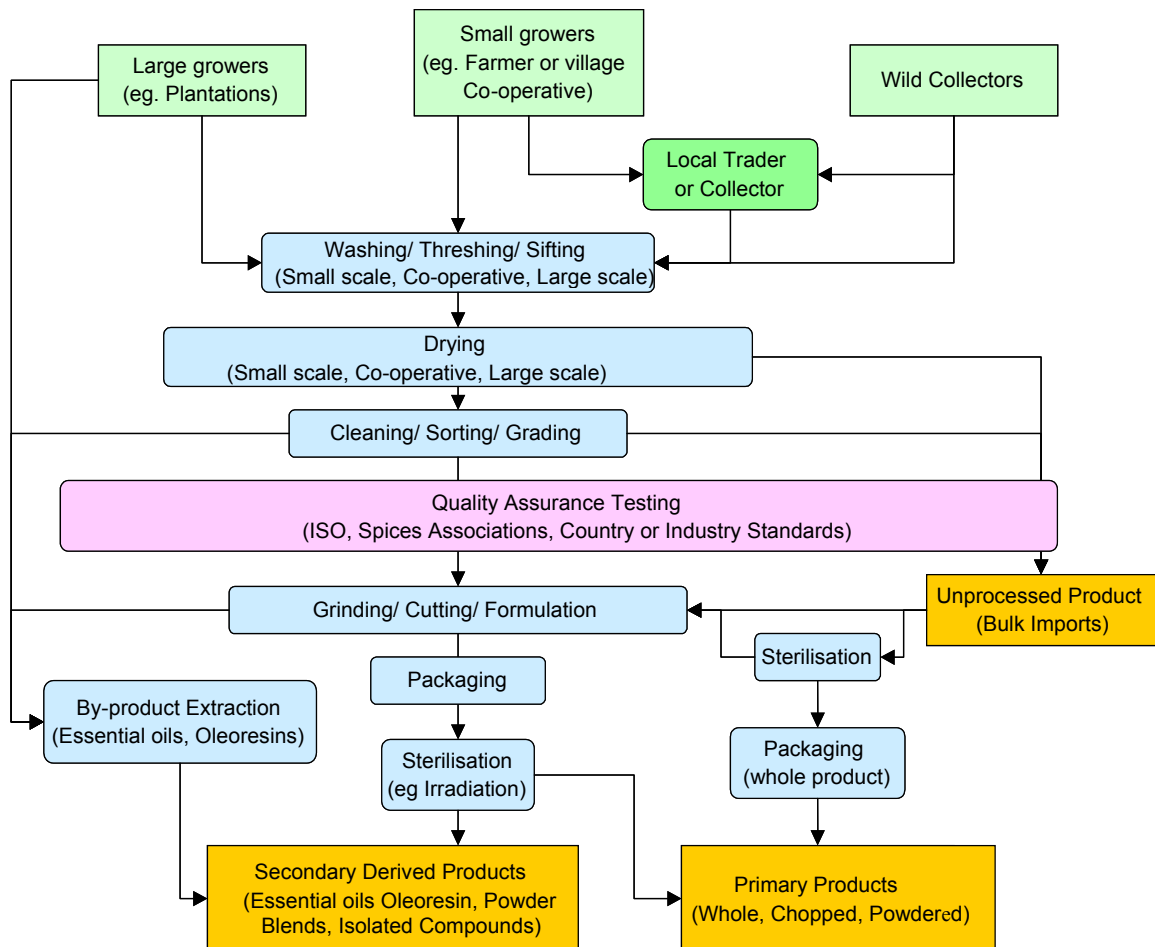 Large growers
(eg. Plantations)
Small growers
(eg. Farmer or village
Co-operative)
Wild Collectors
Local Trader
or Collector
Washing/ Threshing/ Sifting
(Small scale, Co-operative, Large scale)
Drying
(Small scale, Co-operative, Large scale)
Cleaning/ Sorting/ Grading
Quality Assurance Testing
(ISO, Spices Associations, Country or Industry Standards)
Grinding/ Cutting/ Formulation
Unprocessed Product
(Bulk Imports)
Sterilisation
Packaging
By-product Extraction
(Essential oils, Oleoresins)
Sterilisation
(eg Irradiation)
Packaging
(whole product)
Secondary Derived Products
(Essential oils Oleoresin, Powder
Blends, Isolated Compounds)
Primary Products
(Whole, Chopped, Powdered)